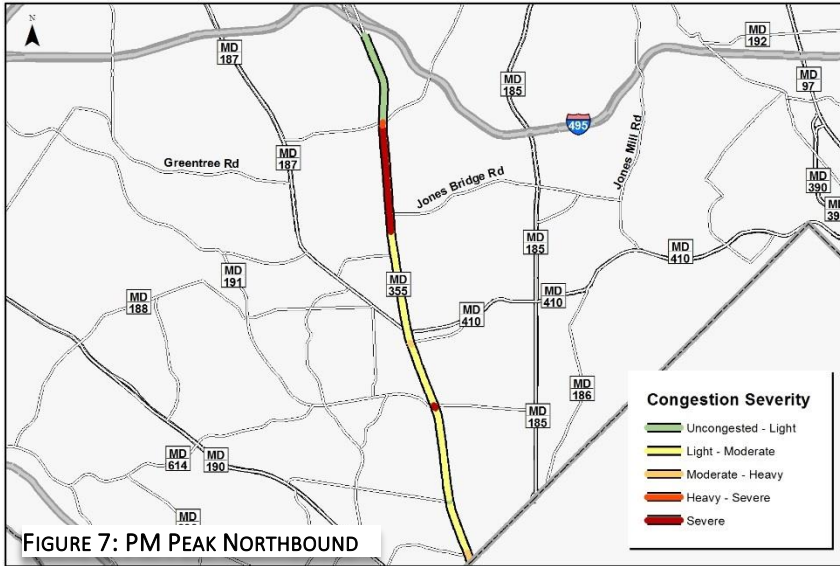 N
MD
187
MD
185
MD
192
MD
97
495
MD
187
Greentree Rd
Jones Mill Rd
MD
390
MD
Jones Bridge Rd
MD
185
MD
410
MD
191
MD
355
MD
188
MD
410
MD
410
MD
186
MD
185
MD
614
MD
190
MD
Congestion Severity
Uncongested - Light
Light - Moderate
Moderate - Heavy
Heavy - Severe
Severe
FIGURE 7: PM PEAK NORTHBOUND